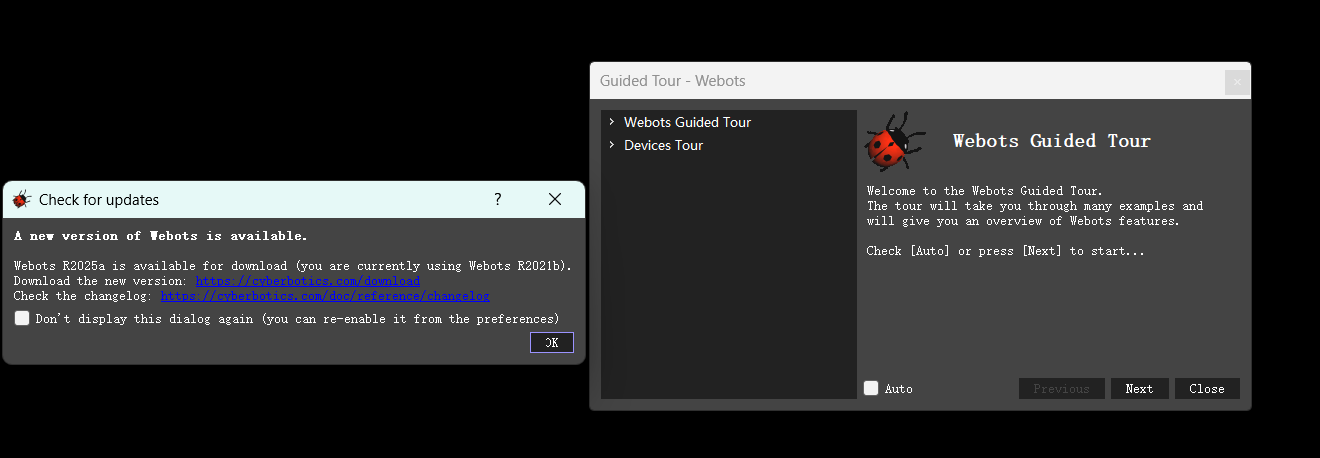 Check for updates
?
A new version of Webots is available.
Webots R2025a is available for download (you are currently using Webots R2021b).
Download the new version: https://cyberbotics.com/download
Check the changelog: https://cyberbotics.com/doc/reference/changelog
Don't display this dialog again (you can re-enable it from the preferences)
OK
Guided Tour - Webots
Webots Guided Tour
Devices Tour
Webots Guided Tour
Welcome to the Webots Guided Tour.
The tour will take you through many examples and
will give you an overview of Webots features.
Check [Auto] or press [Next] to start...
Auto
Previous
Next
Close